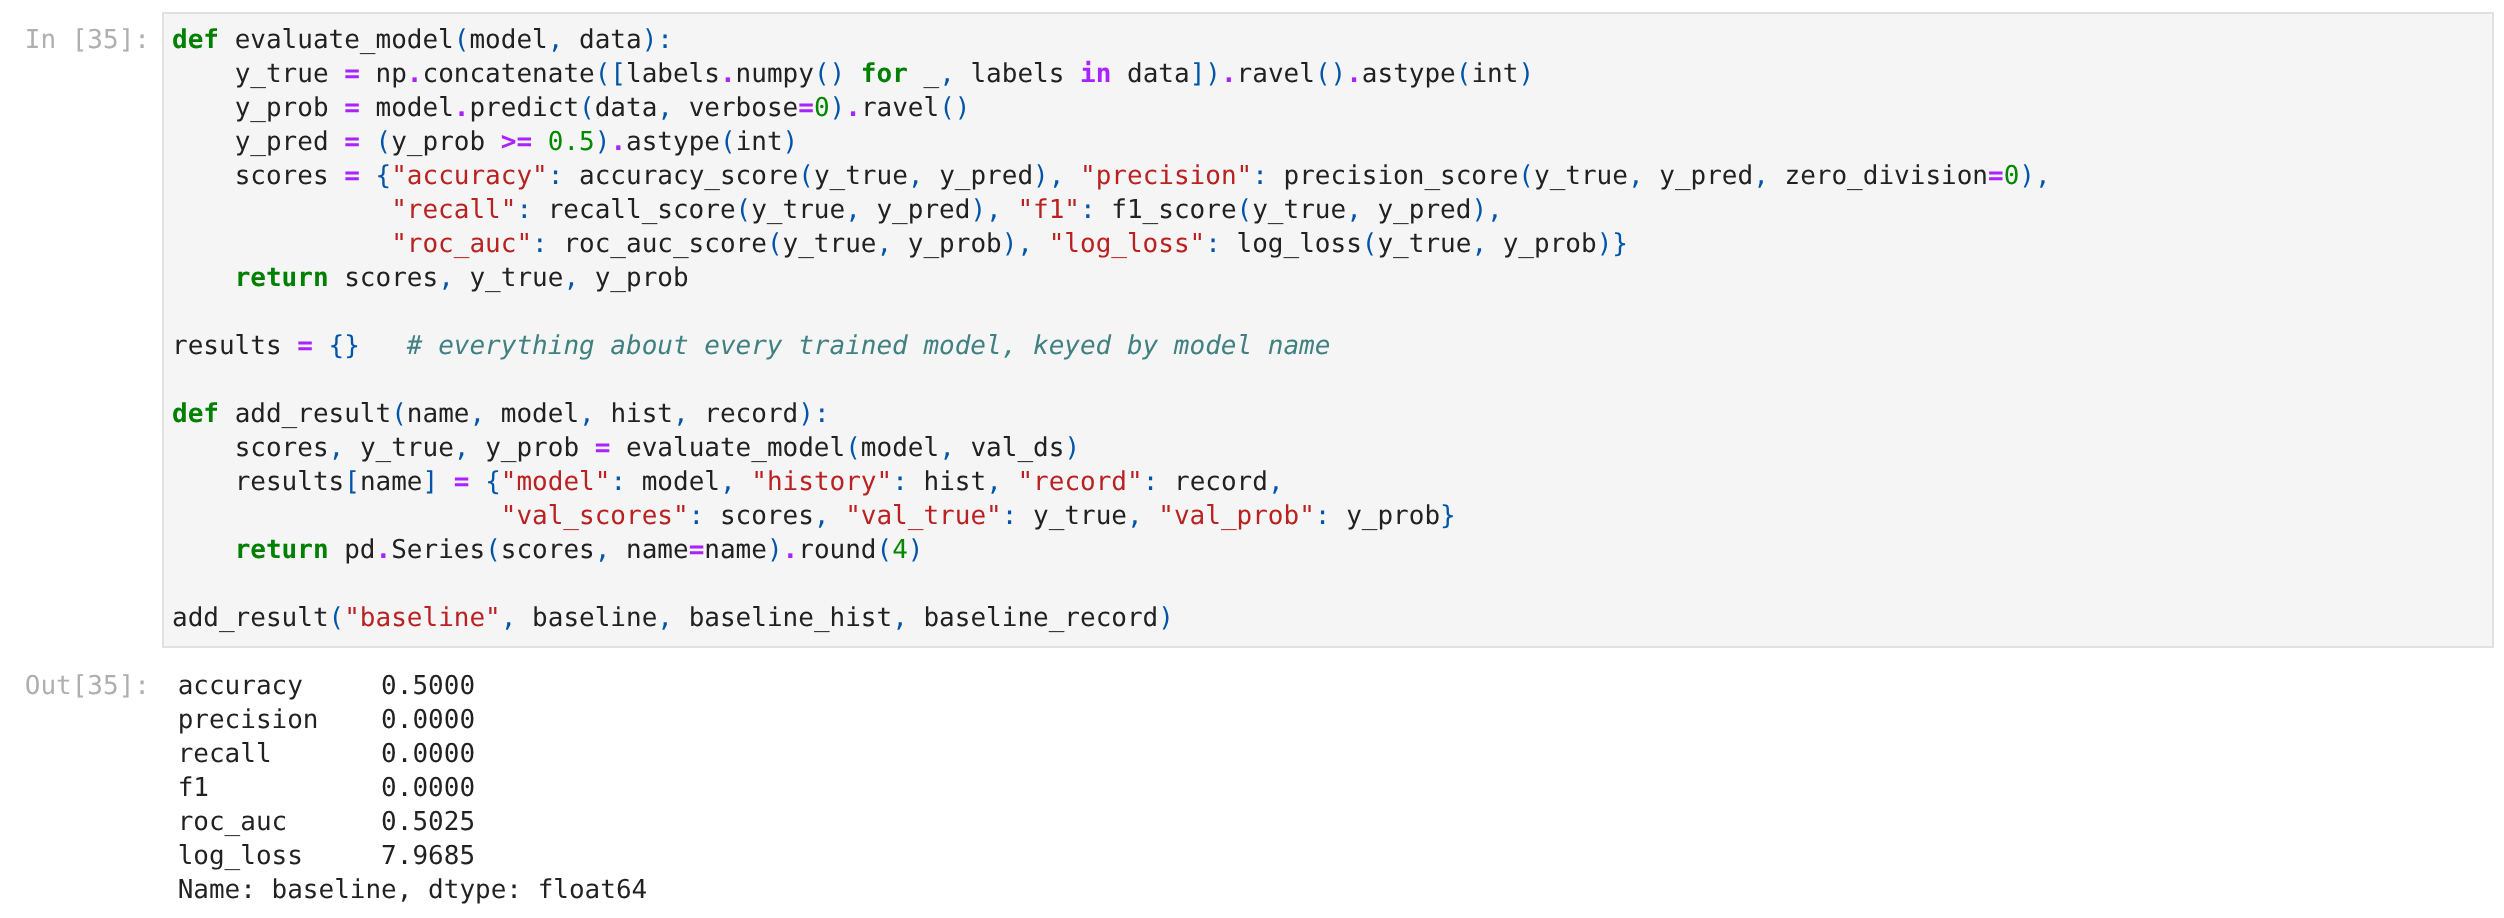 In [35]:
def evaluate_model(model, data):
    y_true = np.concatenate([labels.numpy() for _, labels in data]).ravel().astype(int)
    y_prob = model.predict(data, verbose=0).ravel()
    y_pred = (y_prob >= 0.5).astype(int)
    scores = {"accuracy": accuracy_score(y_true, y_pred), "precision": precision_score(y_true, y_pred, zero_division=0),
              "recall": recall_score(y_true, y_pred), "f1": f1_score(y_true, y_pred),
              "roc_auc": roc_auc_score(y_true, y_prob), "log_loss": log_loss(y_true, y_prob)}
    return scores, y_true, y_prob

results = {}   # everything about every trained model, keyed by model name

def add_result(name, model, hist, record):
    scores, y_true, y_prob = evaluate_model(model, val_ds)
    results[name] = {"model": model, "history": hist, "record": record,
                     "val_scores": scores, "val_true": y_true, "val_prob": y_prob}
    return pd.Series(scores, name=name).round(4)

add_result("baseline", baseline, baseline_hist, baseline_record)
Out[35]:
accuracy     0.5000
precision    0.0000
recall       0.0000
f1           0.0000
roc_auc      0.5025
log_loss     7.9685
Name: baseline, dtype: float64